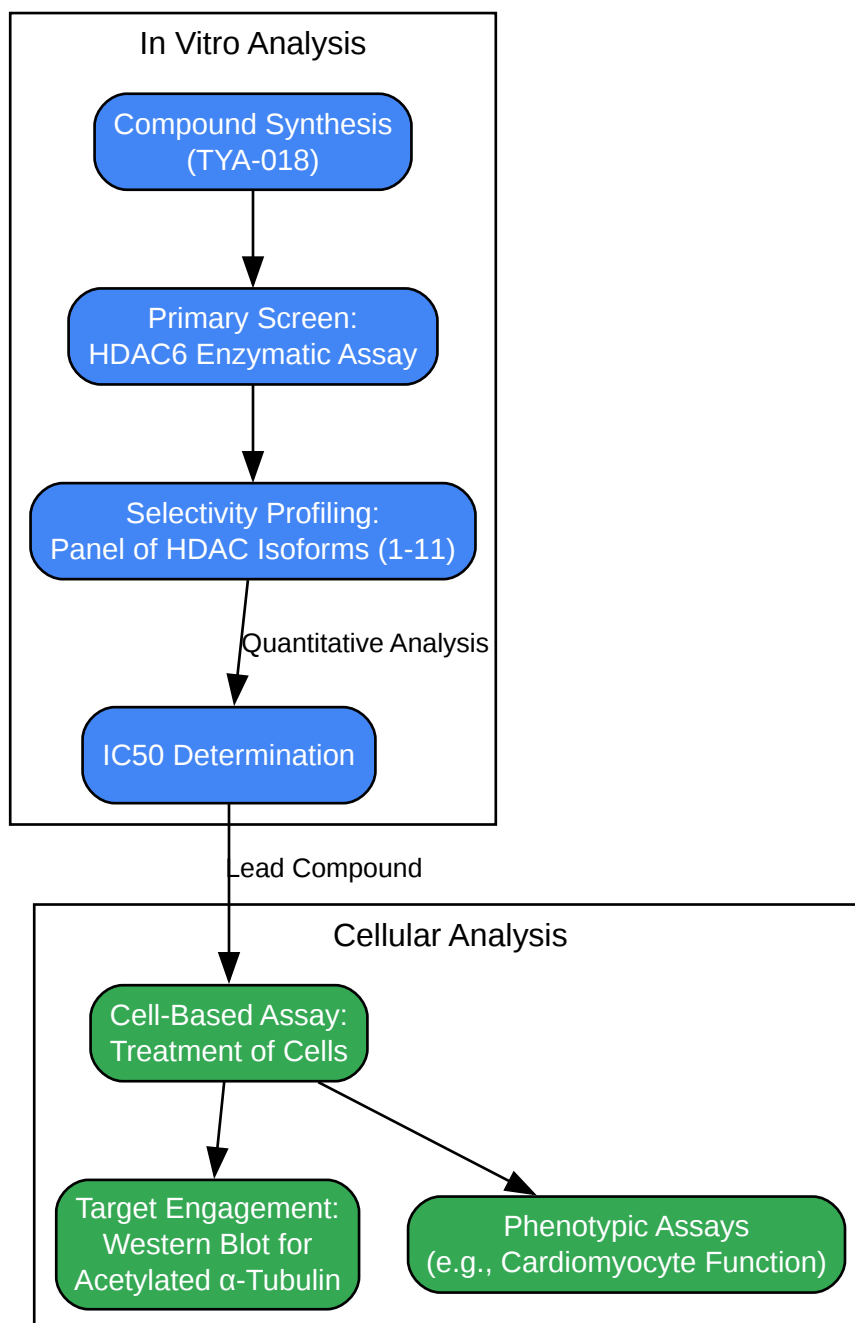 In Vitro Analysis
Compound Synthesis
(TYA-018)
Primary Screen:
HDAC6 Enzymatic Assay
Selectivity Profiling:
Panel of HDAC Isoforms (1-11)
Quantitative Analysis
IC50 Determination
Lead Compound
Cellular Analysis
Cell-Based Assay:
Treatment of Cells
Target Engagement:
Western Blot for
Acetylated α-Tubulin
Phenotypic Assays
(e.g., Cardiomyocyte Function)